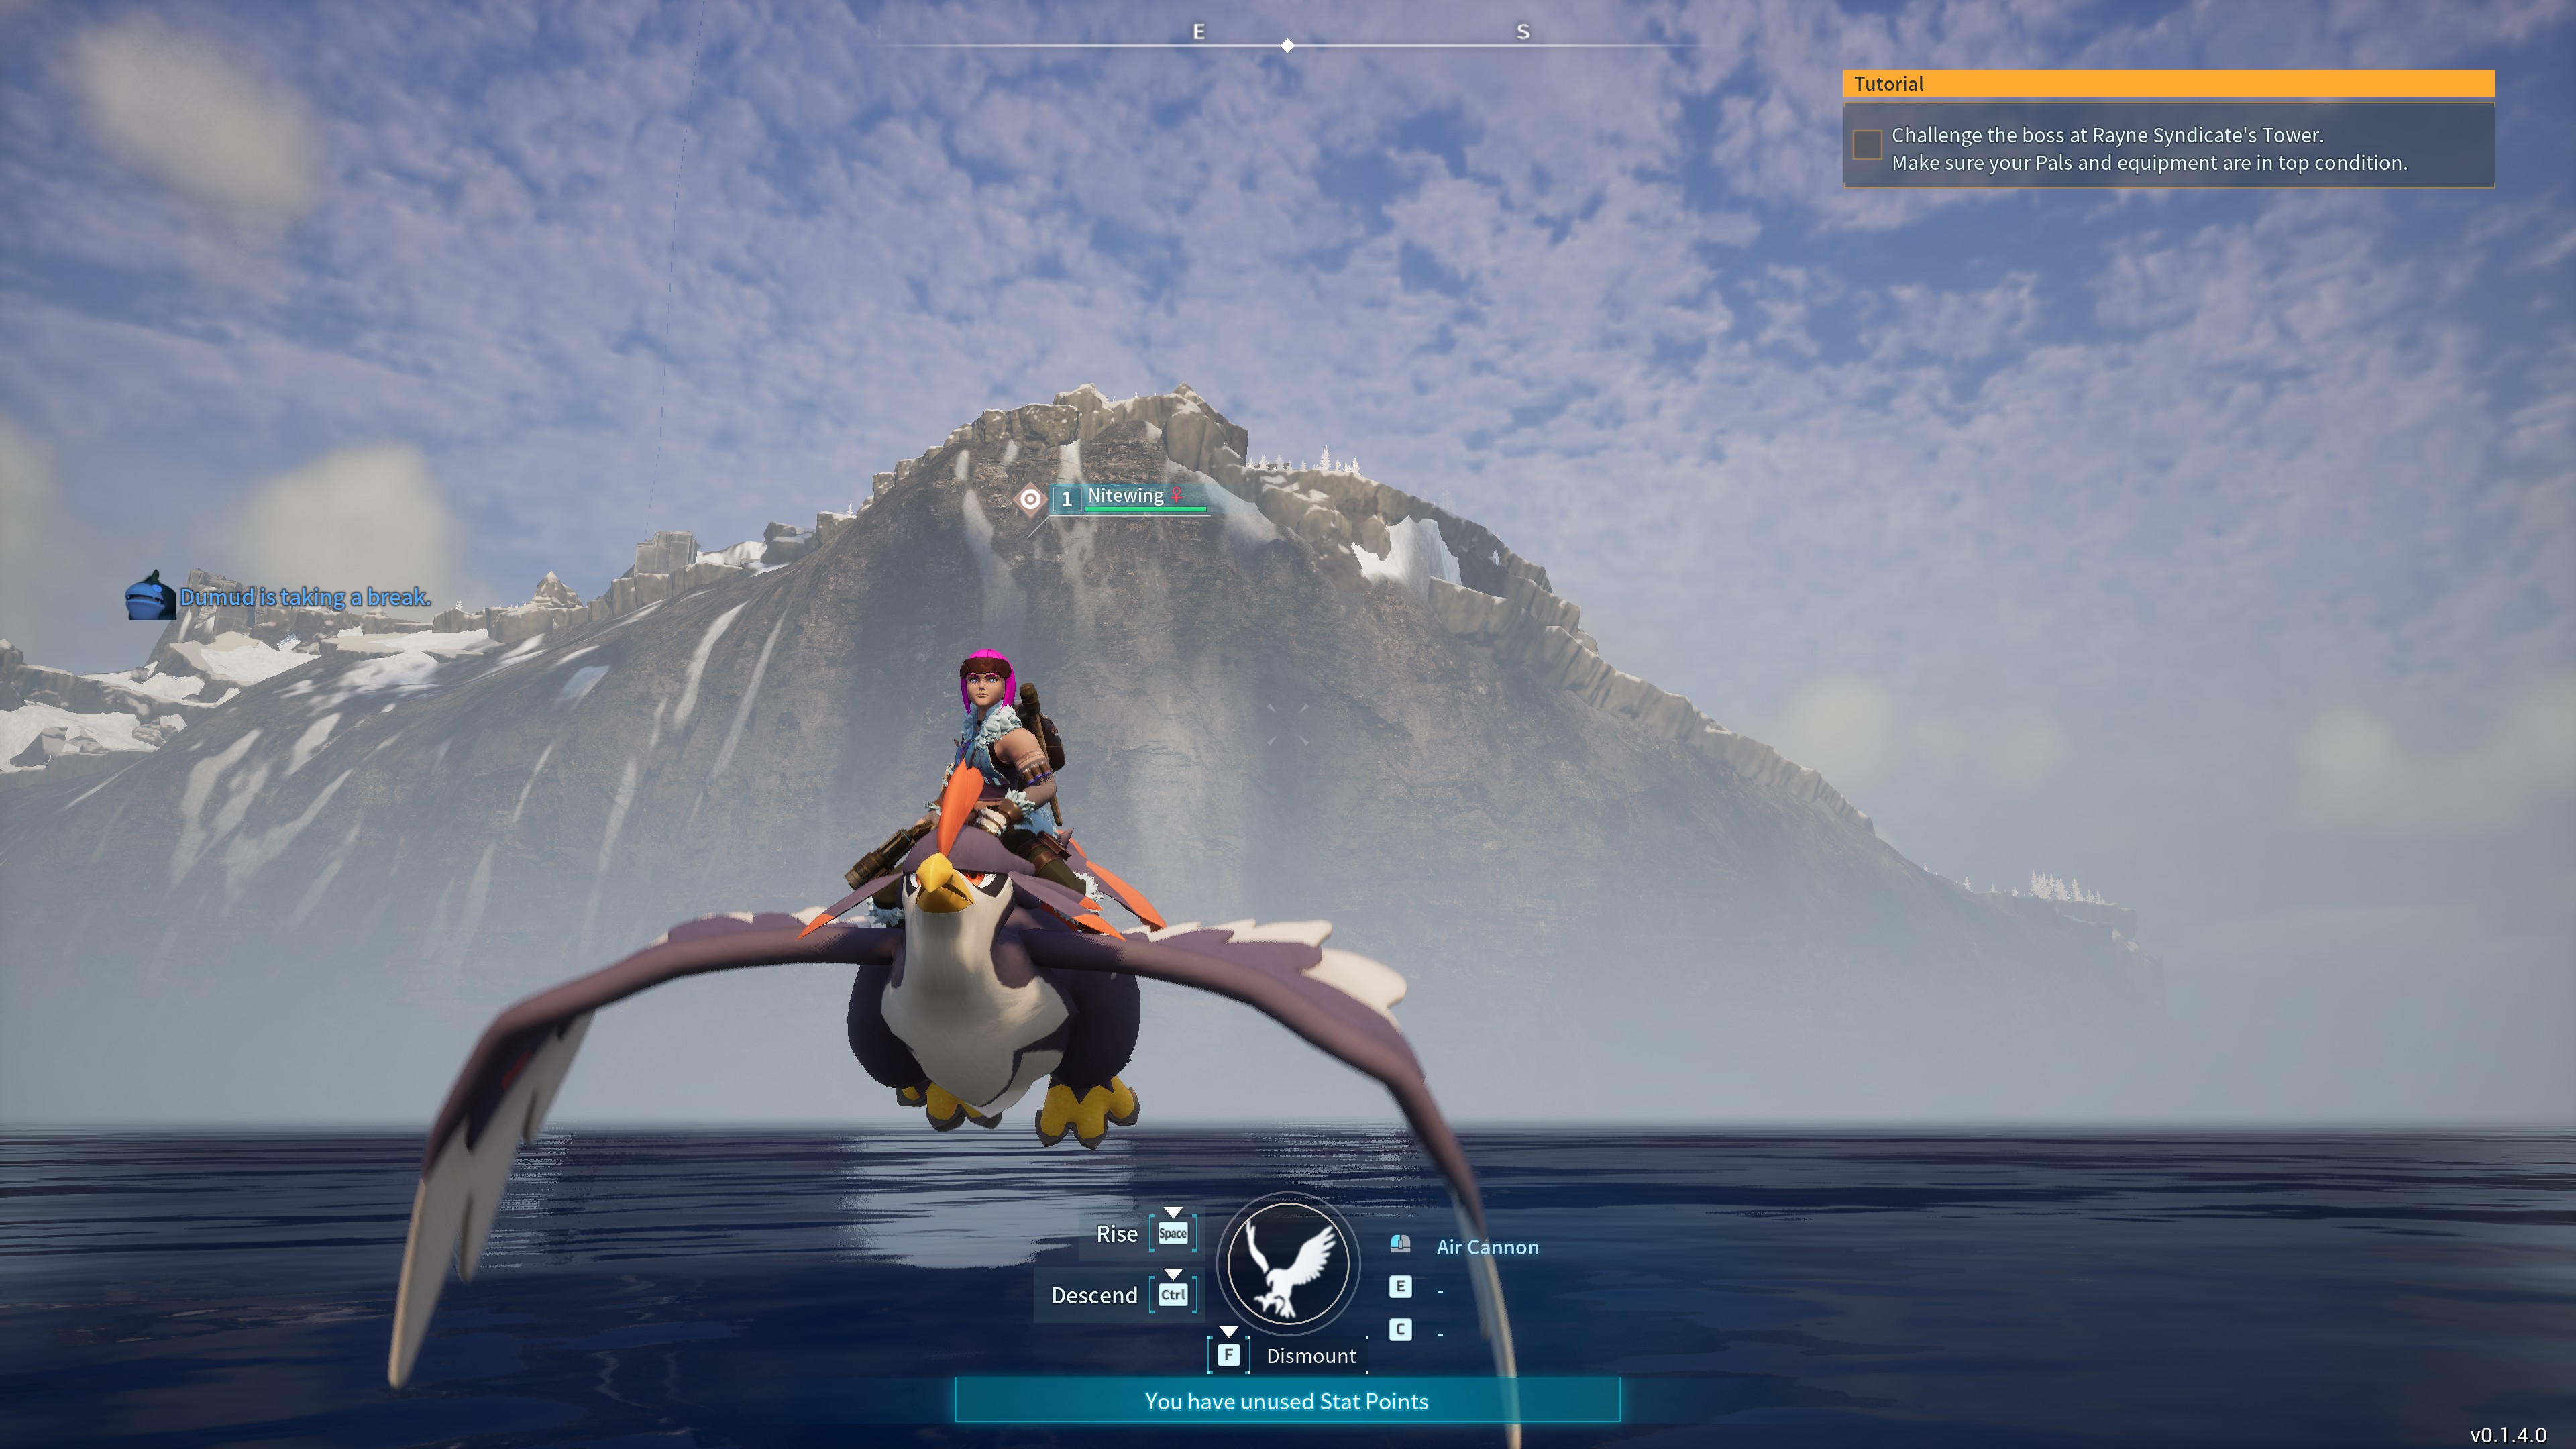 E
S
Tutorial
Challenge the boss at Rayne Syndicate's Tower.
Make sure your Pals and equipment are in top condition.
1 Nitewing
Dumud is taking a break.
Rise Space
Descend Ctrl
Air Cannon
E -
C -
F Dismount
You have unused Stat Points
v0.1.4.0